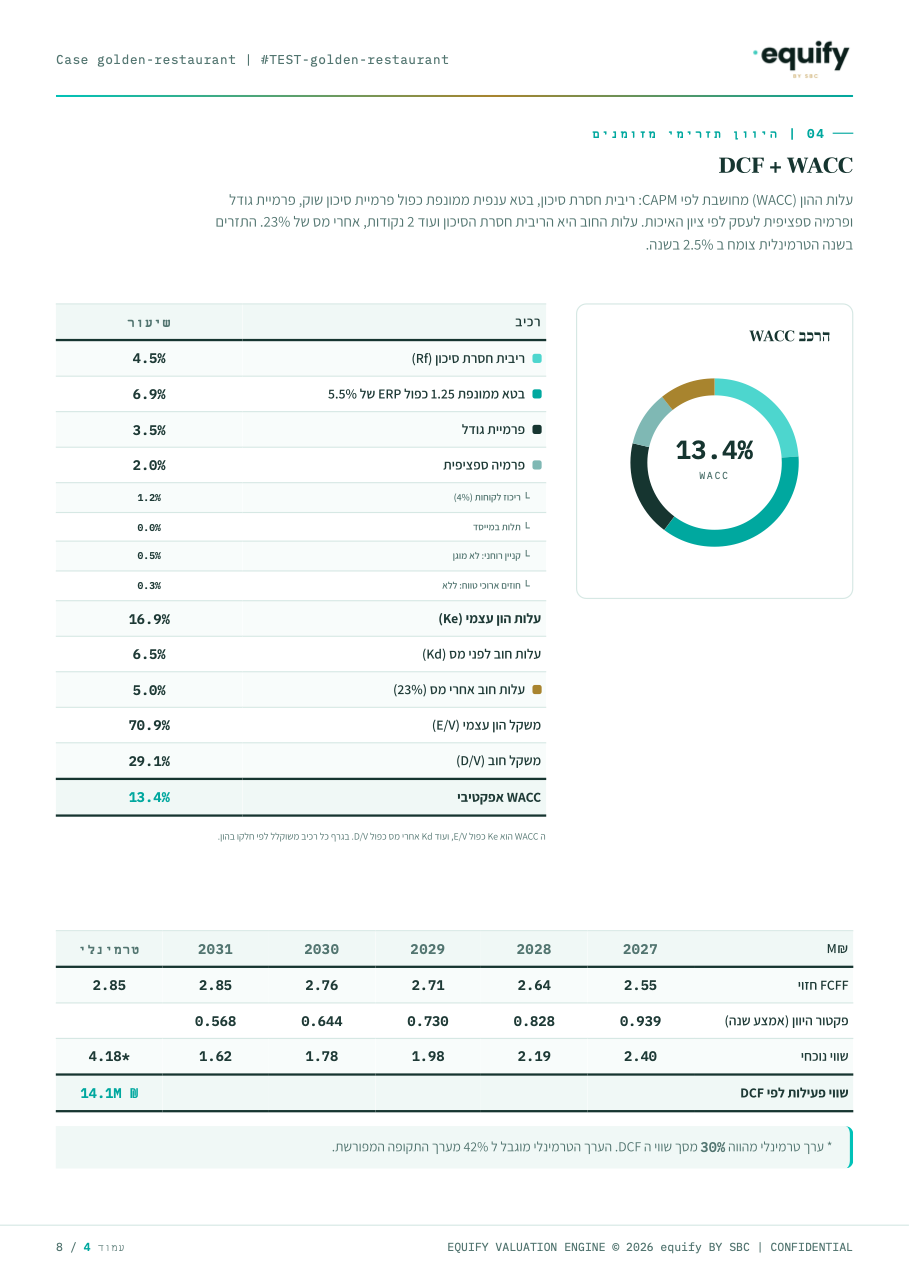 Case golden-restaurant | #TEST-golden-restaurant
equify
BY SBC
04 | היוון תזרימי מזומנים
DCF + WACC
עלות ההון (WACC) מחושבת לפי CAPM: ריבית חסרת סיכון, בטא ענפית ממונפת כפול פרמיית סיכון שוק, פרמיית גודל
ופרמיה ספציפית לעסק לפי ציון האיכות. עלות החוב היא הריבית חסרת הסיכון ועוד 2 נקודות, אחרי מס של 23%. התזרים
בשנה הטרמינלית צומח ב 2.5% בשנה.
הרכב WACC
13.4%
WACC
רכיב שיעור
ריבית חסרת סיכון (Rf) 4.5%
בטא ממונפת 1.25 כפול ERP של 5.5% 6.9%
פרמיית גודל 3.5%
פרמיה ספציפית 2.0%
└ ריכוז לקוחות (4%) 1.2%
└ תלות במייסד 0.0%
└ קניין רוחני: לא מוגן 0.5%
└ חוזים ארוכי טווח: ללא 0.3%
עלות הון עצמי (Ke) 16.9%
עלות חוב לפני מס (Kd) 6.5%
עלות חוב אחרי מס (23%) 5.0%
משקל הון עצמי (E/V) 70.9%
משקל חוב (D/V) 29.1%
WACC אפקטיבי 13.4%
ה WACC הוא Ke כפול E/V, ועוד Kd אחרי מס כפול D/V. בגרף כל רכיב משוקלל לפי חלקו בהון.
₪M 2027 2028 2029 2030 2031 טרמינלי
FCFF חזוי 2.55 2.64 2.71 2.76 2.85 2.85
פקטור היוון (אמצע שנה) 0.939 0.828 0.730 0.644 0.568
שווי נוכחי 2.40 2.19 1.98 1.78 1.62 4.18*
שווי פעילות לפי DCF 14.1M ₪
* ערך טרמינלי מהווה 30% מסך שווי ה DCF. הערך הטרמינלי מוגבל ל 42% מערך התקופה המפורשת.
EQUIFY VALUATION ENGINE © 2026 equify BY SBC | CONFIDENTIAL
עמוד 4 / 8